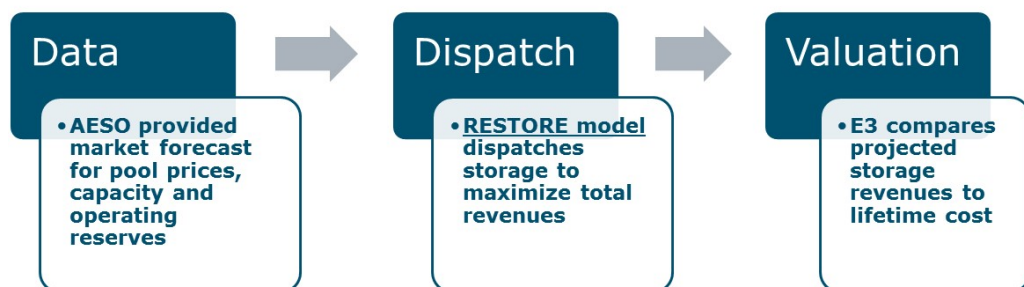 Data
•AESO provided
market forecast
for pool prices,
capacity and
operating
reserves
Dispatch
•RESTORE model
dispatches
storage to
maximize total
revenues
Valuation
•E3 compares
projected
storage
revenues to
lifetime cost